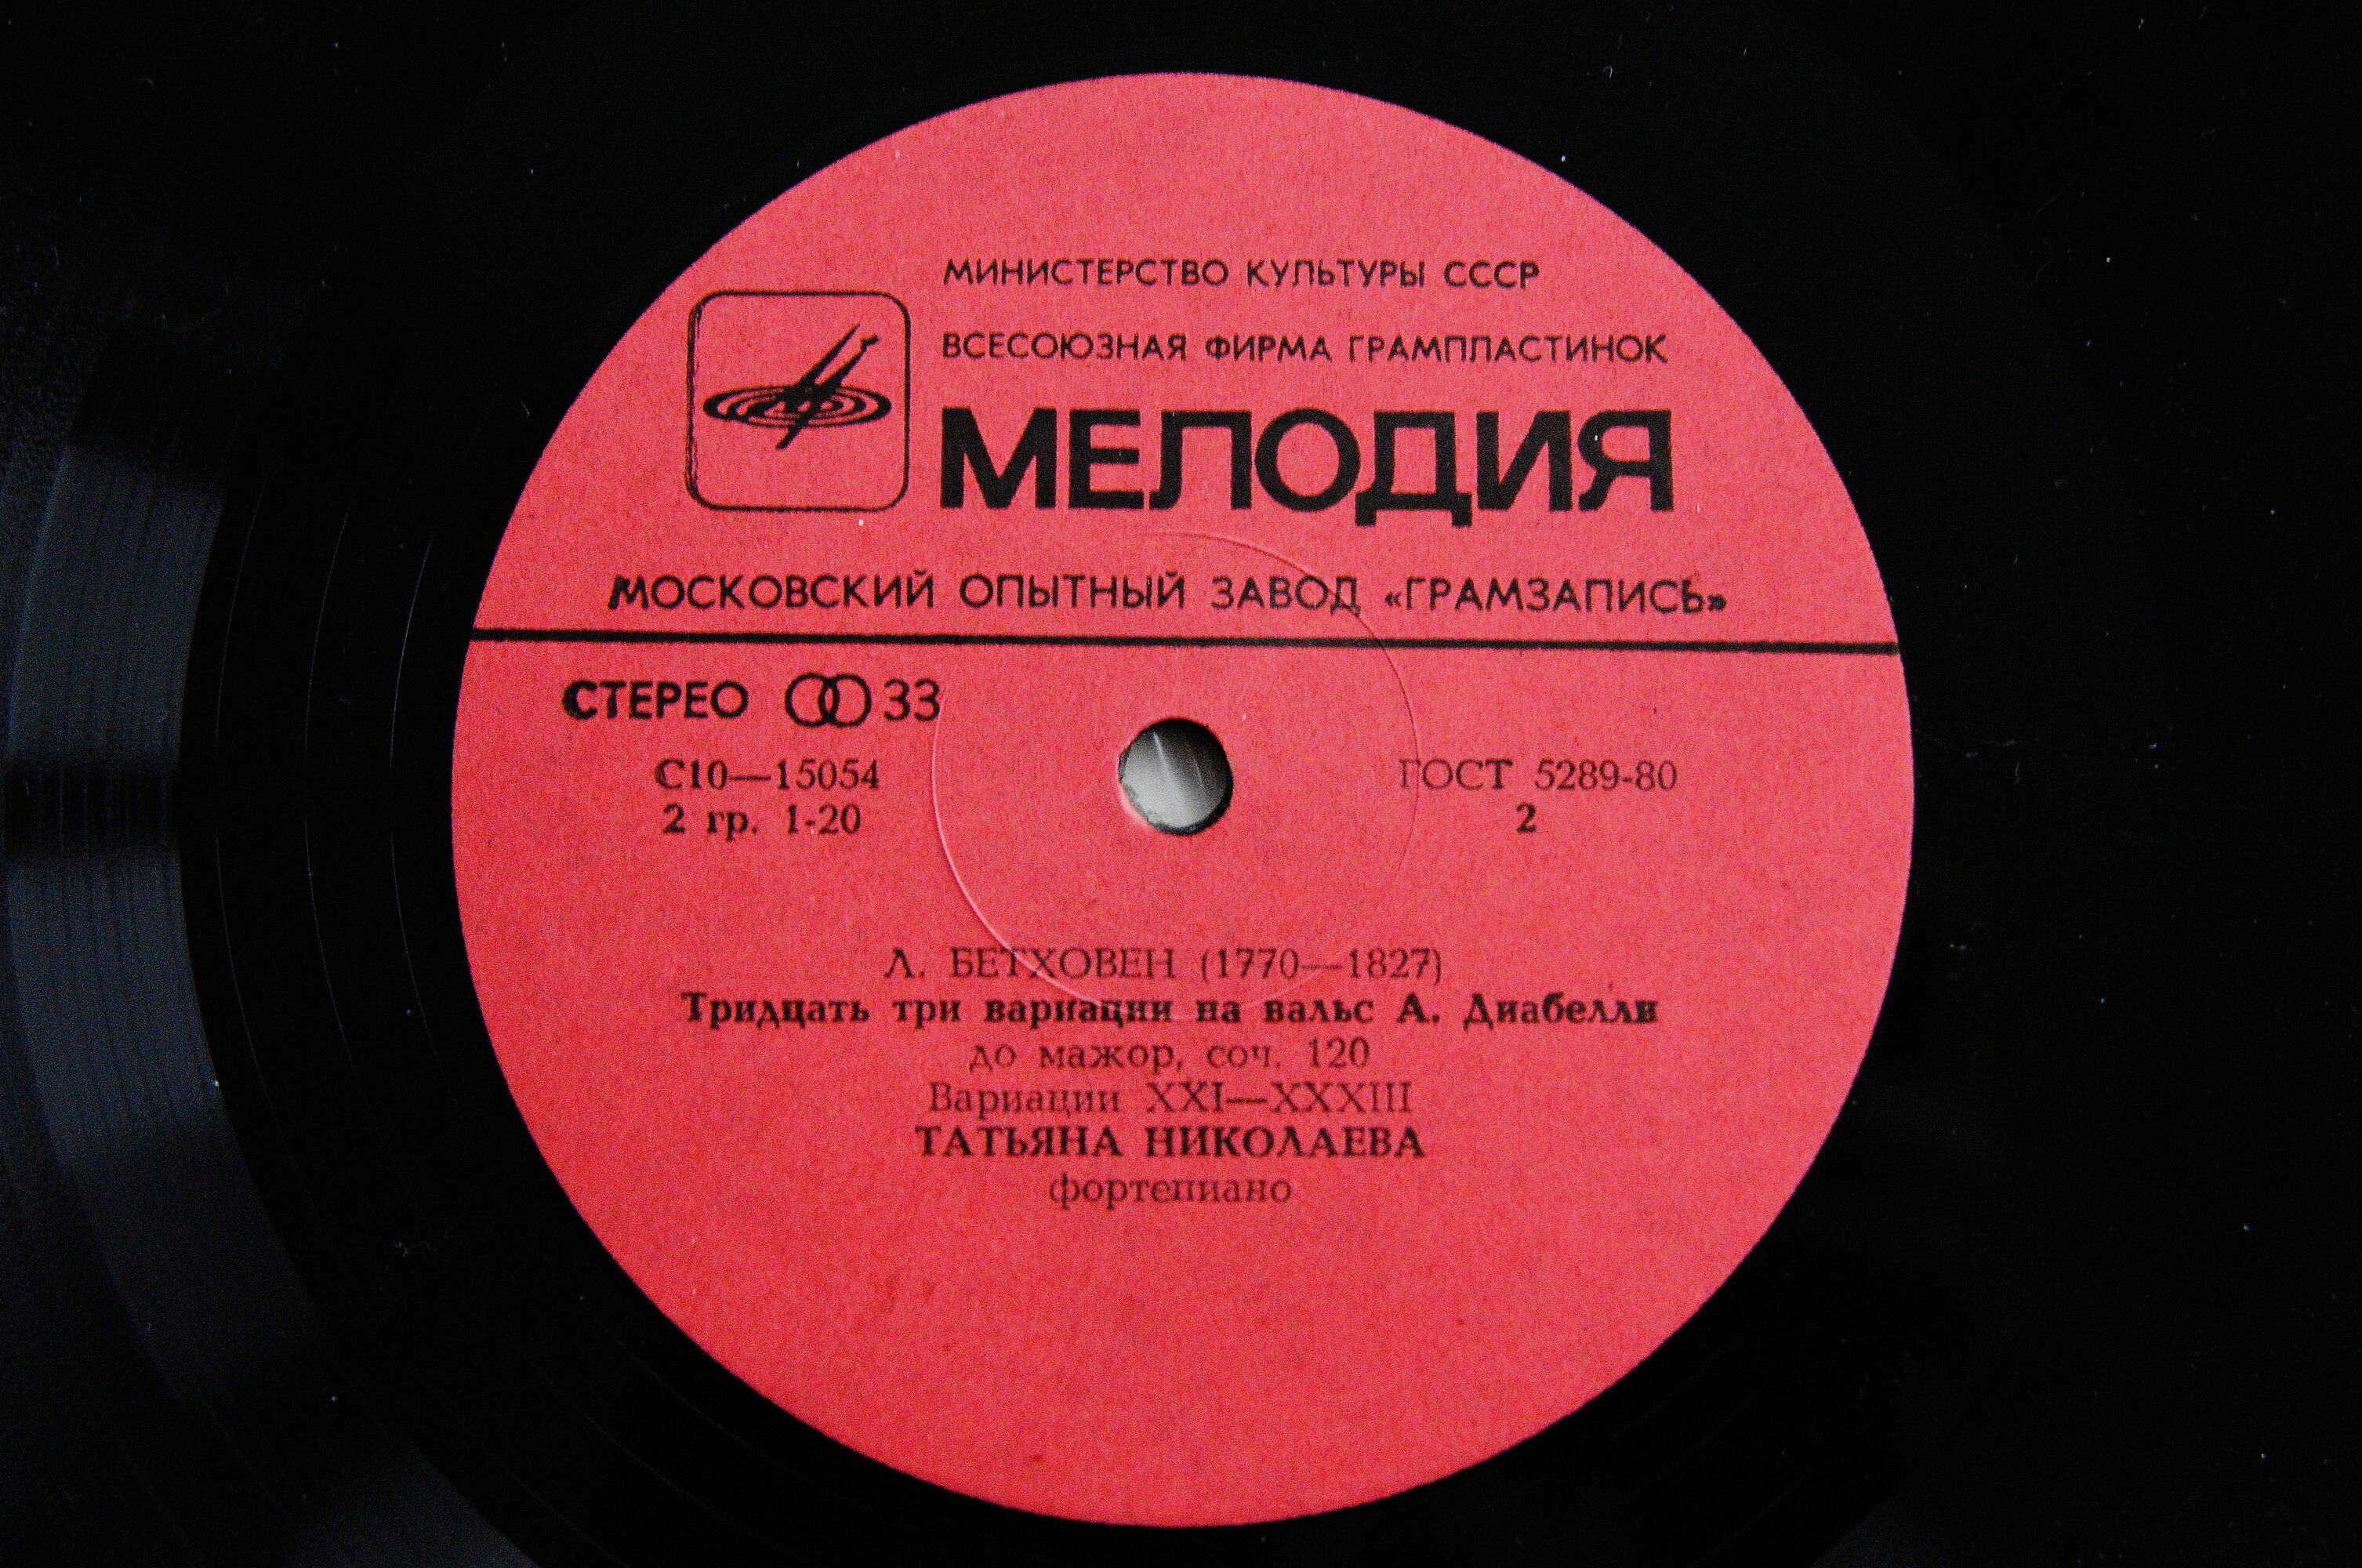 МИНИСТЕРСТВО КУЛЬТУРЫ СССР
ВСЕСОЮЗНАЯ ФИРМА ГРАМПЛАСТИНОК
МЕЛОДИЯ
МОСКОВСКИЙ ОПЫТНЫЙ ЗАВОД «ГРАМЗАПИСЬ»
СТЕРЕО 33
С10—15054 ГОСТ 5289-80
2 гр. 1-20 2
Л. БЕТХОВЕН (1770—1827)
Тридцать три вариации на вальс А. Диабелли
до мажор, соч. 120
Вариации XXI—XXXIII
ТАТЬЯНА НИКОЛАЕВА
фортепиано